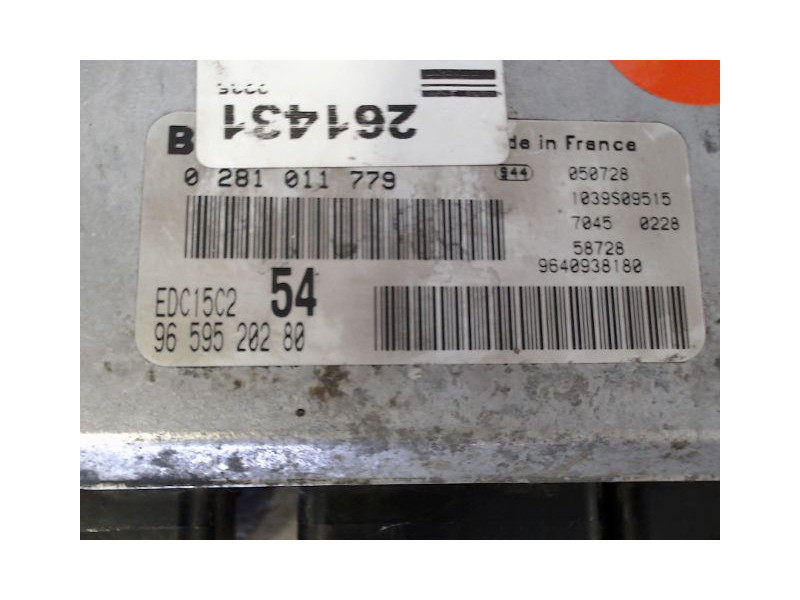 261431
B
de in France
0 281 011 779
944
050728
1039S09515
7045 0228
58728
9640938180
EDC15C2 54
96 595 202 80